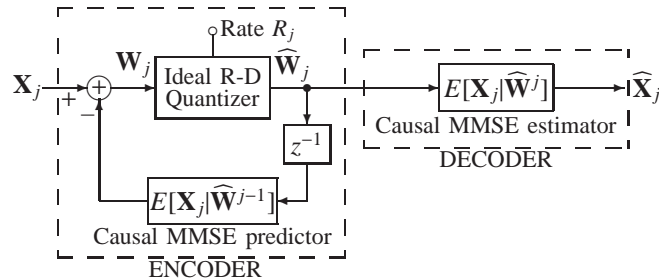 Rate R_j
X_j
+
−
W_j
Ideal R-D
Quantizer
Ŵ_j
z⁻¹
E[X_j|Ŵ^{j−1}]
Causal MMSE predictor
ENCODER
E[X_j|Ŵ^j]
X̂_j
Causal MMSE estimator
DECODER